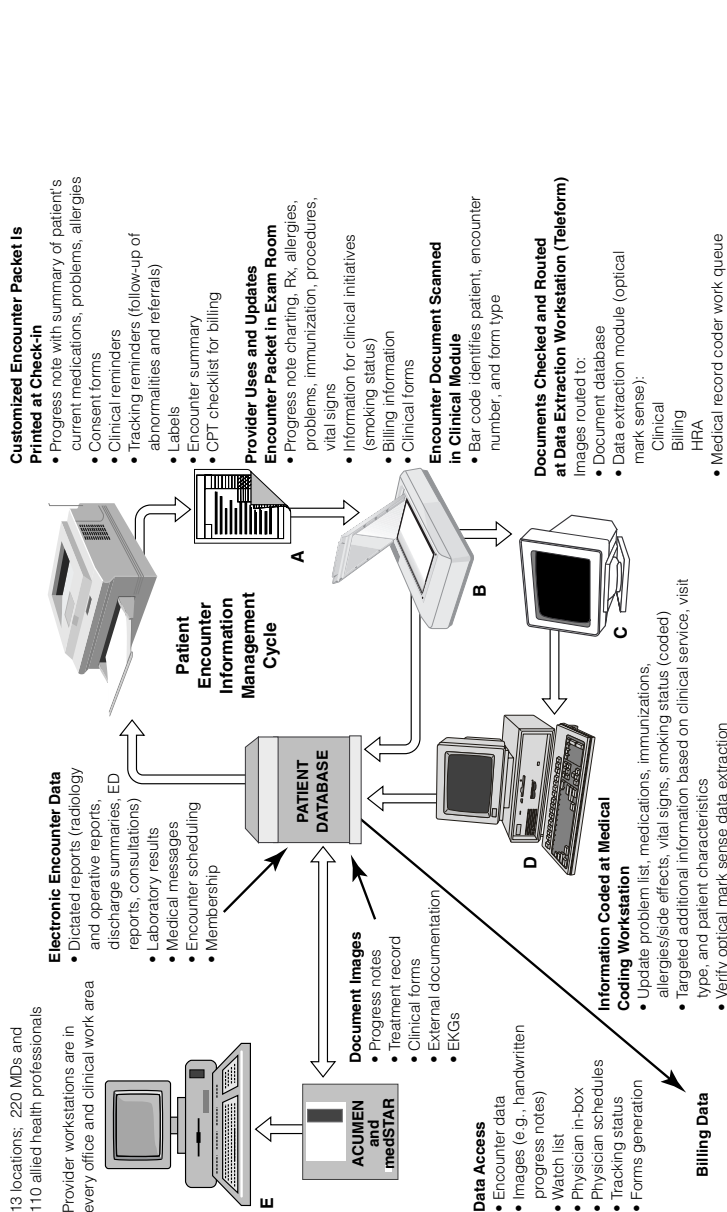 13 locations; 220 MDs and
110 allied health professionals
Provider workstations are in
every office and clinical work area
E
ACUMEN
and
medSTAR
Data Access
• Encounter data
• Images (e.g., handwritten
progress notes)
• Watch list
• Physician in-box
• Physician schedules
• Tracking status
• Forms generation
Billing Data
Electronic Encounter Data
• Dictated reports (radiology
and operative reports,
discharge summaries, ED
reports, consultations)
• Laboratory results
• Medical messages
• Encounter scheduling
• Membership
Document Images
• Progress notes
• Treatment record
• Clinical forms
• External documentation
• EKGs
PATIENT
DATABASE
Patient
Encounter
Information
Management
Cycle
A
B
C
D
Information Coded at Medical
Coding Workstation
• Update problem list, medications, immunizations,
allergies/side effects, vital signs, smoking status (coded)
• Targeted additional information based on clinical service, visit
type, and patient characteristics
• Verify optical mark sense data extraction
Customized Encounter Packet Is
Printed at Check-in
• Progress note with summary of patient's
current medications, problems, allergies
• Consent forms
• Clinical reminders
• Tracking reminders (follow-up of
abnormalities and referrals)
• Labels
• Encounter summary
• CPT checklist for billing
Provider Uses and Updates
Encounter Packet in Exam Room
• Progress note charting, Rx, allergies,
problems, immunization, procedures,
vital signs
• Information for clinical initiatives
(smoking status)
• Billing information
• Clinical forms
Encounter Document Scanned
in Clinical Module
• Bar code identifies patient, encounter
number, and form type
Documents Checked and Routed
at Data Extraction Workstation (Teleform)
Images routed to:
• Document database
• Data extraction module (optical
mark sense):
Clinical
Billing
HRA
• Medical record coder work queue